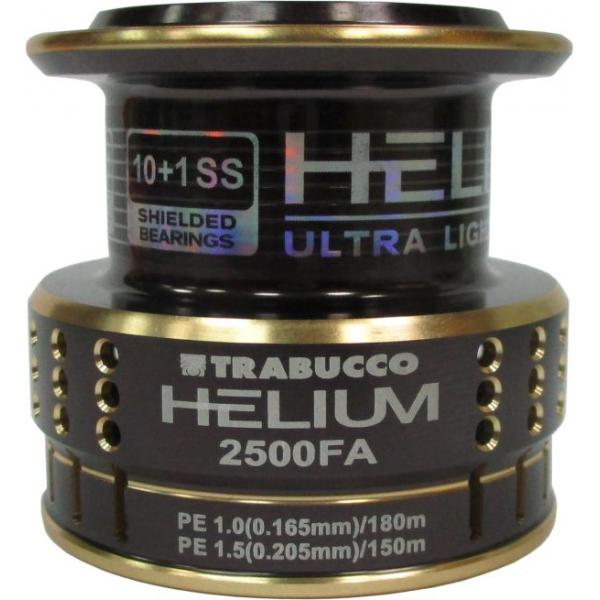 10+1 SS
SHIELDED
BEARINGS
ULTRA
TRABUCCO
HELIUM
2500FA
PE 1.0(0.165mm)/180m
PE 1.5(0.205mm)/150m